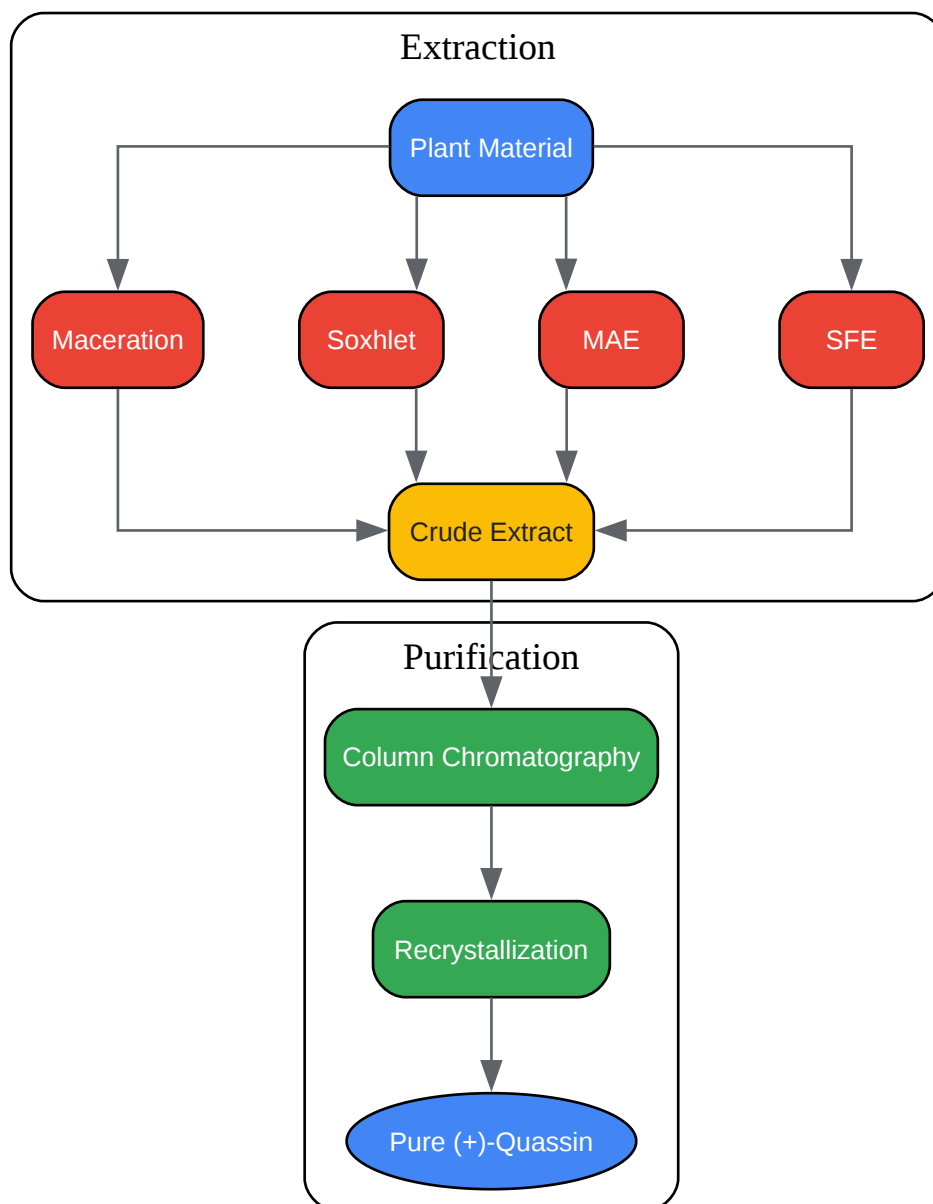 Extraction
Plant Material
Maceration
Soxhlet
MAE
SFE
Crude Extract
Purification
Column Chromatography
Recrystallization
Pure (+)-Quassin